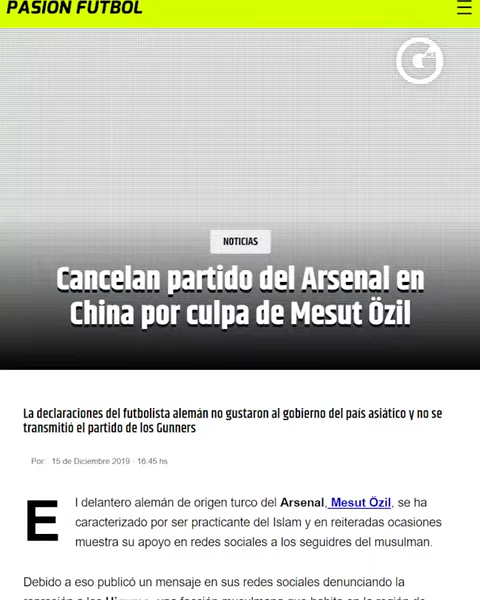 PASIÓN FUTBOL
NOTICIAS
Cancelan partido del Arsenal en
China por culpa de Mesut Özil
La declaraciones del futbolista alemán no gustaron al gobierno del país asiático y no se
transmitió el partido de los Gunners
Por: 15 de Diciembre 2019 · 16:45 hs
El delantero alemán de origen turco del Arsenal, Mesut Özil, se ha
caracterizado por ser practicante del Islam y en reiteradas ocasiones
muestra su apoyo en redes sociales a los seguidres del musulman.
Debido a eso publicó un mensaje en sus redes sociales denunciando la